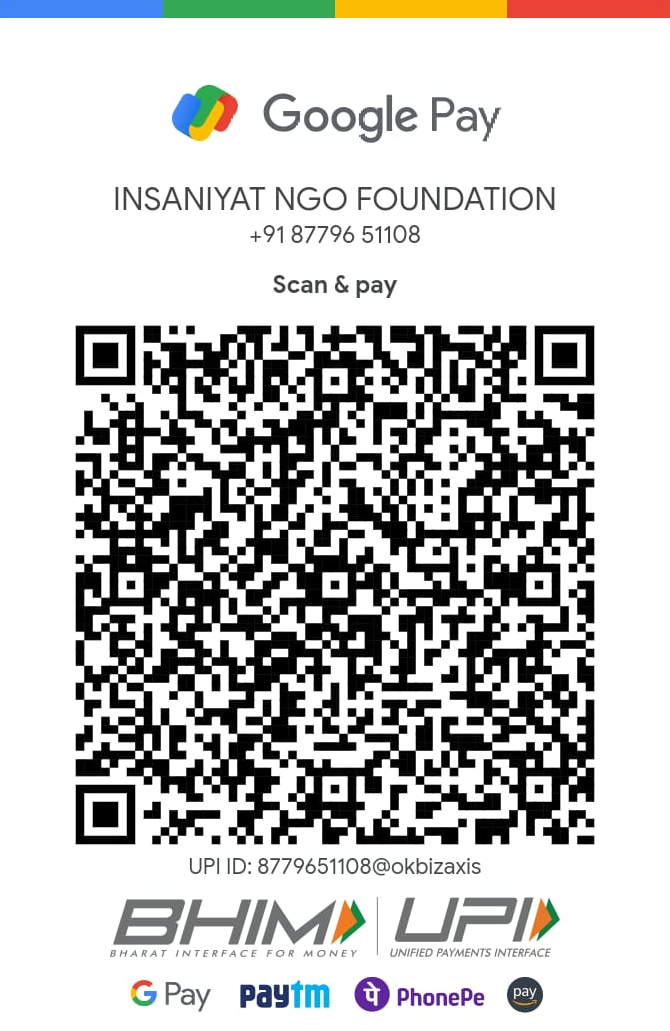 Google Pay
INSANIYAT NGO FOUNDATION
+91 87796 51108
Scan & pay
UPI ID: 8779651108@okbizaxis
BHIM UPI
BHARAT INTERFACE FOR MONEY UNIFIED PAYMENTS INTERFACE
G Pay paytm पे PhonePe pay